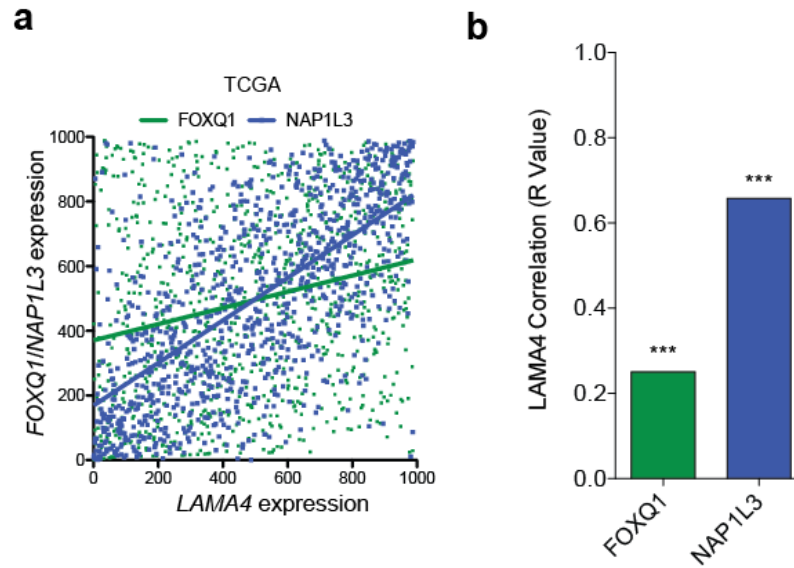 a
TCGA
FOXQ1 NAP1L3
FOXQ1/NAP1L3 expression
1000
800
600
400
200
0
0 200 400 600 800 1000
LAMA4 expression
b
LAMA4 Correlation (R Value)
1.0
0.8
0.6
0.4
0.2
0.0
***
***
FOXQ1
NAP1L3